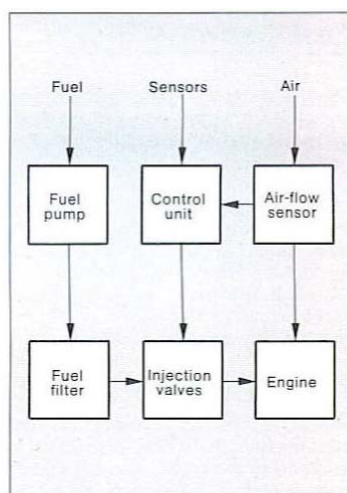 Fuel
Sensors
Air
Fuel
pump
Control
unit
Air-flow
sensor
Fuel
filter
Injection
valves
Engine